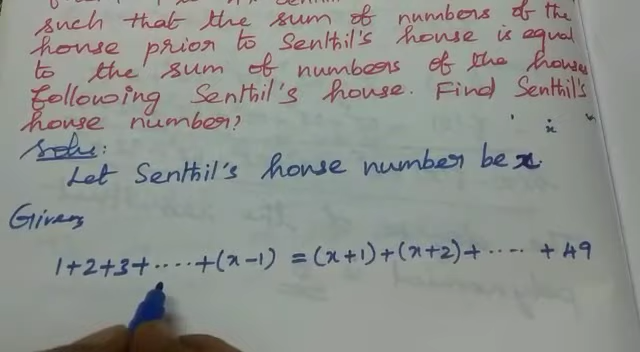 such that the sum of numbers of the
house prior to Senthil's house is equal
to the sum of numbers of the houses
following Senthil's house. Find Senthil's
house number?
Solu:
Let Senthil's house number be x.
Given,
1+2+3+.....+(x-1) = (x+1)+(x+2)+..... +49